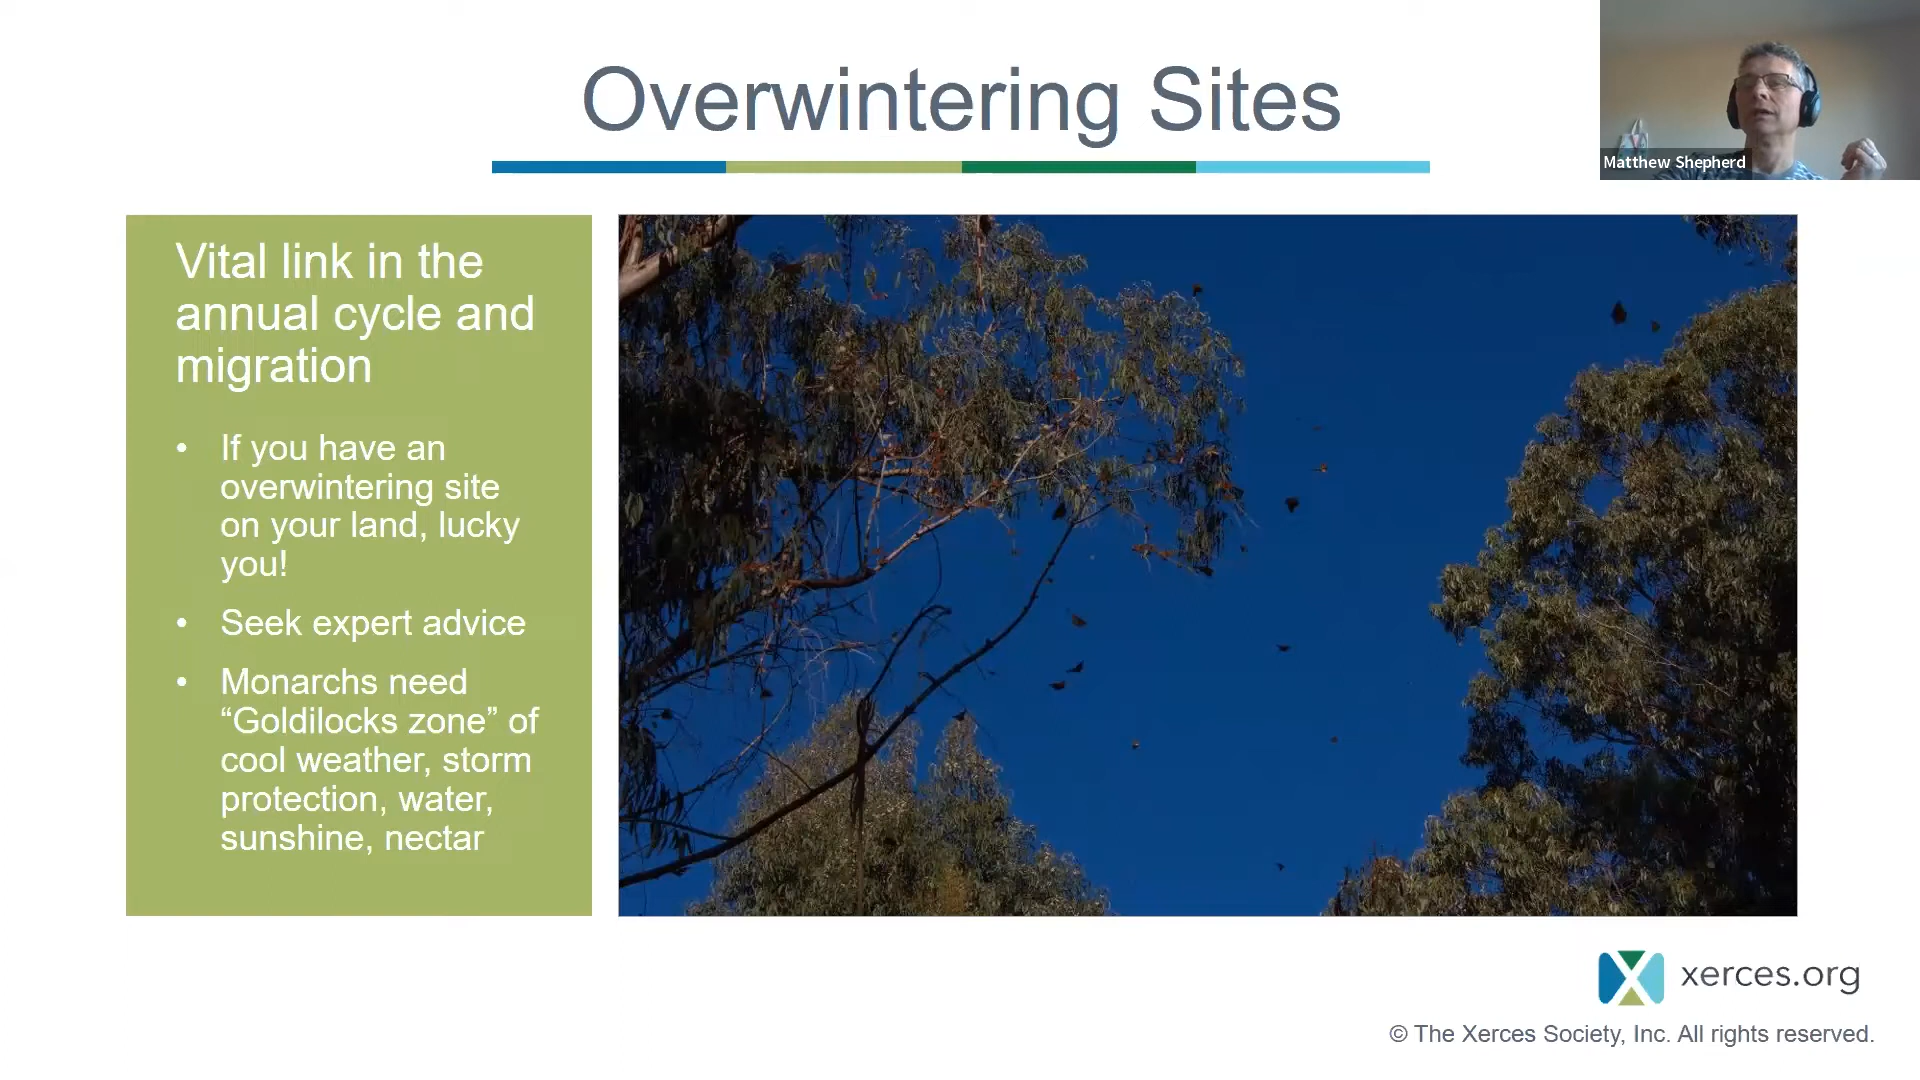 Overwintering Sites
Matthew Shepherd
Vital link in the
annual cycle and
migration
• If you have an
overwintering site
on your land, lucky
you!
• Seek expert advice
• Monarchs need
“Goldilocks zone” of
cool weather, storm
protection, water,
sunshine, nectar
xerces.org
© The Xerces Society, Inc. All rights reserved.